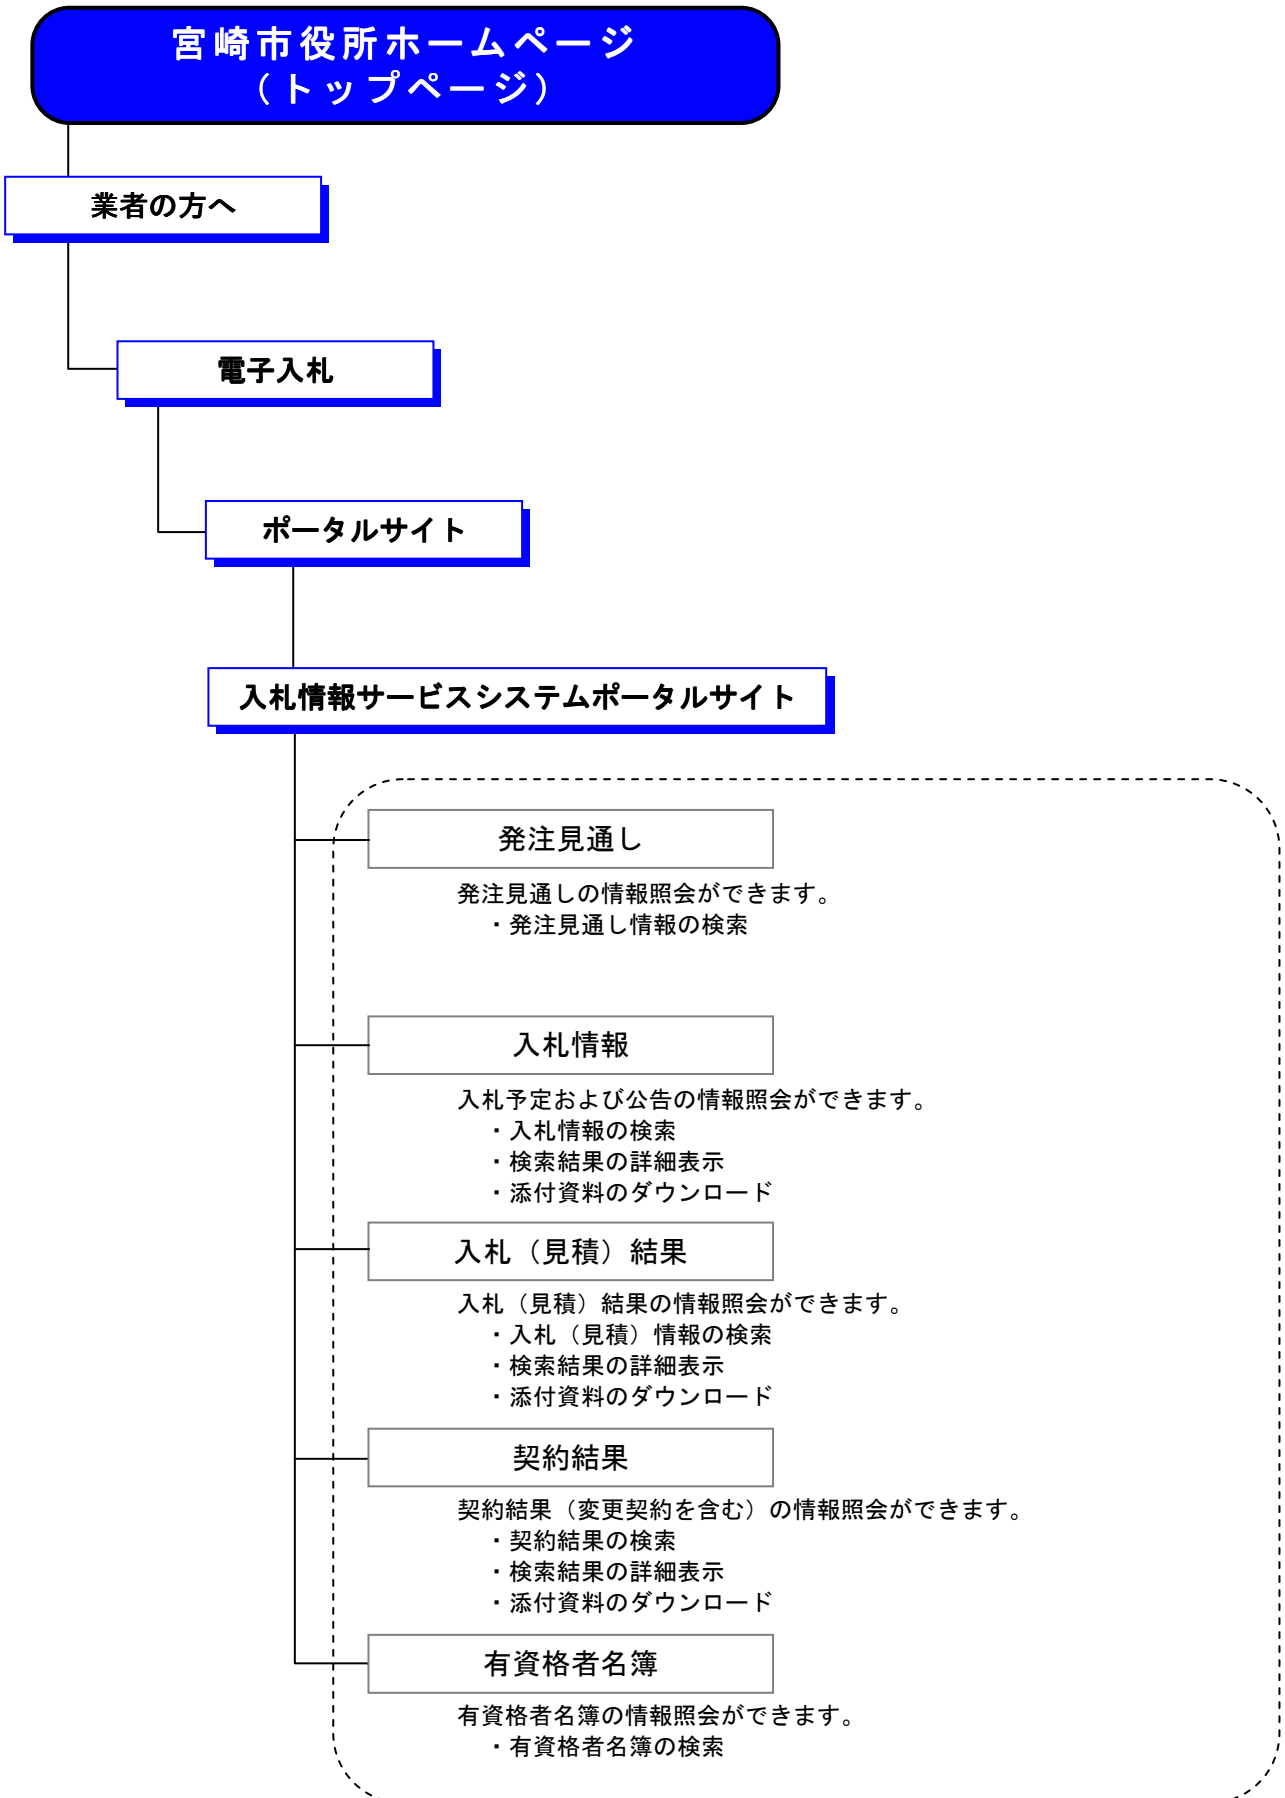 宮崎市役所ホームページ
（トップページ）
業者の方へ
電子入札
ポータルサイト
入札情報サービスシステムポータルサイト
発注見通し
発注見通しの情報照会ができます。
・発注見通し情報の検索
入札情報
入札予定および公告の情報照会ができます。
・入札情報の検索
・検索結果の詳細表示
・添付資料のダウンロード
入札（見積）結果
入札（見積）結果の情報照会ができます。
・入札（見積）情報の検索
・検索結果の詳細表示
・添付資料のダウンロード
契約結果
契約結果（変更契約を含む）の情報照会ができます。
・契約結果の検索
・検索結果の詳細表示
・添付資料のダウンロード
有資格者名簿
有資格者名簿の情報照会ができます。
・有資格者名簿の検索